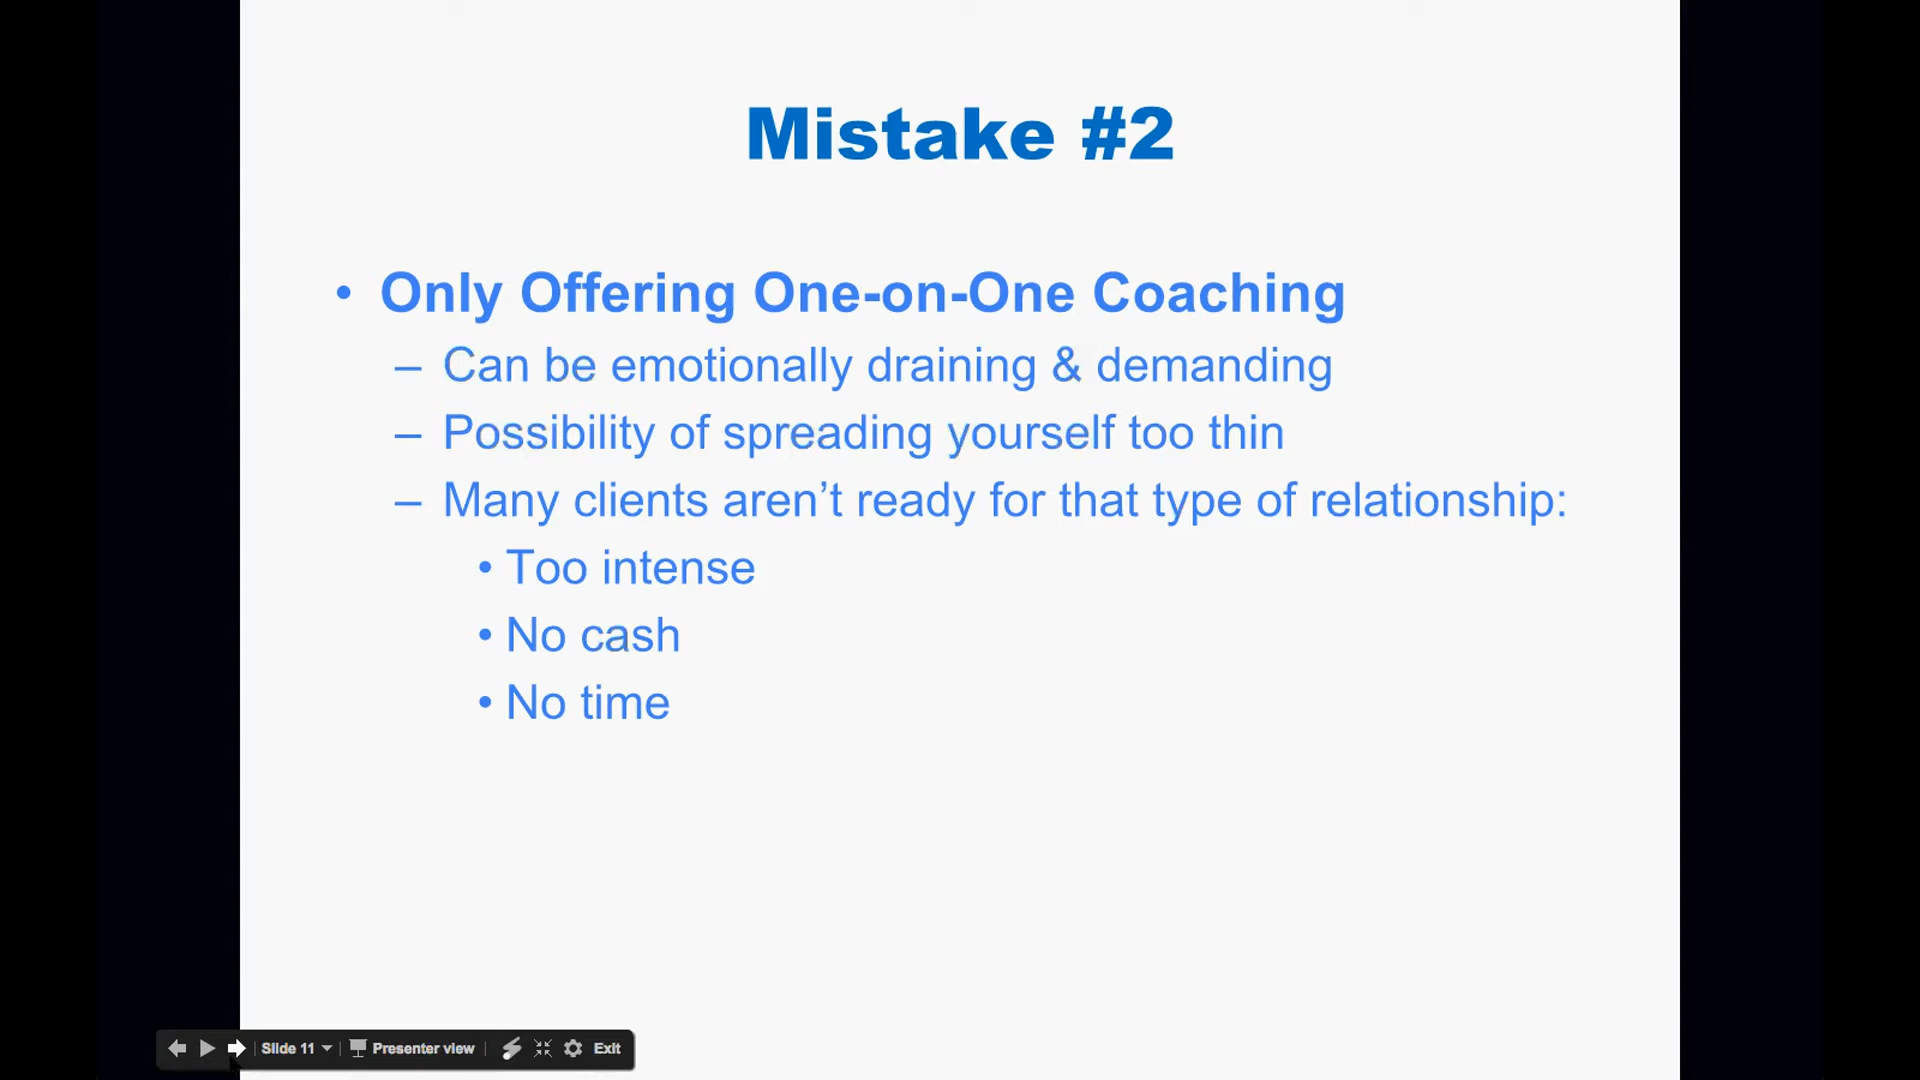 Mistake #2
• Only Offering One-on-One Coaching
– Can be emotionally draining & demanding
– Possibility of spreading yourself too thin
– Many clients aren’t ready for that type of relationship:
• Too intense
• No cash
• No time
Slide 11 Presenter view Exit